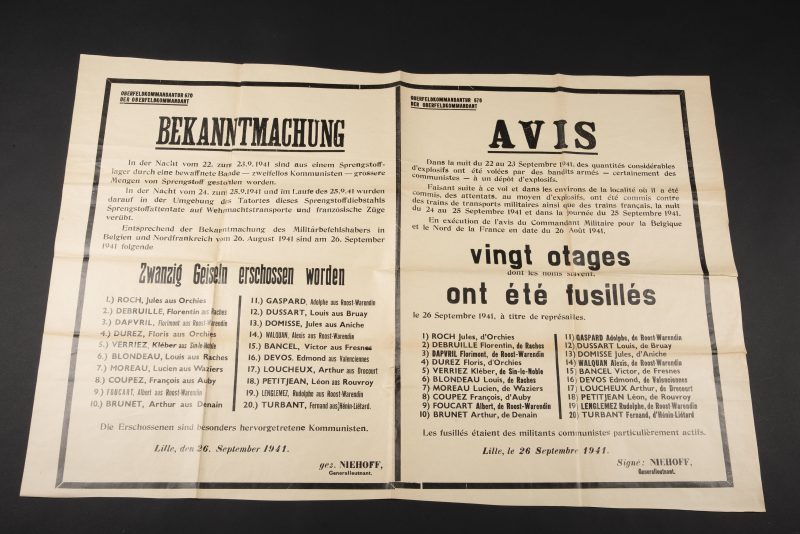 OBERFELDKOMMANDANTUR 670
DER OBERFELDKOMMANDANT
BEKANNTMACHUNG
In der Nacht vom 22. zum 23.9.1941 sind aus einem Sprengstoff-
lager durch eine bewaffnete Bande — zweifellos Kommunisten — grossere
Mengen von Sprengstoff gestohlen worden.
In der Nacht vom 24. zum 25.9.1941 und im Laufe des 25.9.41 wurden
darauf in der Umgebung des Tatortes dieses Sprengstoffdiebstahls
Sprengstoffattentate auf Wehrmachtstransporte und französische Züge
verübt.
Entsprechend der Bekanntmachung des Militärbefehlshabers in
Belgien und Nordfrankreich vom 26. August 1941 sind am 26. September
1941 folgende
Zwanzig Geiseln erschossen worden
1.) ROCH, Jules aus Orchies
2.) DEBRUILLE, Florentin aus Raches
3.) DAPVRIL, Florimont aus Roost-Warendin
4.) DUREZ, Floris aus Orchies
5.) VERRIEZ, Kléber aus Sin-le-Noble
6.) BLONDEAU, Louis aus Raches
7.) MOREAU, Lucien aus Waziers
8.) COUPEZ, François aus Auby
9.) FOUCART, Albert aus Roost-Warendin
10.) BRUNET, Arthur aus Denain
11.) GASPARD, Adolphe aus Roost-Warendin
12.) DUSSART, Louis aus Bruay
13.) DOMISSE, Jules aus Aniche
14.) WALQUAN, Alexis aus Roost-Warendin
15.) BANCEL, Victor aus Fresnes
16.) DEVOS, Edmond aus Valenciennes
17.) LOUCHEUX, Arthur aus Drocourt
18.) PETITJEAN, Léon aus Rouvroy
19.) LENGLEMEZ, Rudolphe aus Roost-Warendin
20.) TURBANT, Fernand aus Hénin-Liétard.
Die Erschossenen sind besonders hervorgetretene Kommunisten.
Lille, den 26. September 1941.
gez. NIEHOFF,
Generalleutnant.
OBERFELDKOMMANDANTUR 670
DER OBERFELDKOMMANDANT
AVIS
Dans la nuit du 22 au 23 Septembre 1941, des quantités considérables
d'explosifs ont été volées par des bandits armés — certainement des
communistes — à un dépôt d'explosifs.
Faisant suite à ce vol et dans les environs de la localité où il a été
commis, des attentats, au moyen d'explosifs, ont été commis contre
des trains de transports militaires ainsi que des trains français, la nuit
du 24 au 25 Septembre 1941 et dans la journée du 25 Septembre 1941.
En exécution de l'avis du Commandant Militaire pour la Belgique
et le Nord de la France en date du 26 Août 1941.
vingt otages
dont les noms suivent.
ont été fusillés
le 26 Septembre 1941, à titre de représailles.
1) ROCH Jules, d'Orchies
2) DEBRUILLE Florentin, de Raches
3) DAPVRIL Florimont, de Roost-Warendin
4) DUREZ Floris, d'Orchies
5) VERRIEZ Kléber, de Sin-le-Noble
6) BLONDEAU Louis, de Raches
7) MOREAU Lucien, de Waziers
8) COUPEZ François, d'Auby
9) FOUCART Albert, de Roost-Warendin
10) BRUNET Arthur, de Denain
11) GASPARD Adolphe, de Roost-Warendin
12) DUSSART Louis, de Bruay
13) DOMISSE Jules, d'Aniche
14) WALQUAN Alexis, de Roost-Warendin
15) BANCEL Victor, de Fresnes
16) DEVOS Edmond, de Valenciennes
17) LOUCHEUX Arthur, de Drocourt
18) PETITJEAN Léon, de Rouvroy
19) LENGLEMEZ Rudolphe, de Roost-Warendin
20) TURBANT Fernand, d'Hénin-Liétard
Les fusillés étaient des militants communistes particulièrement actifs.
Lille, le 26 Septembre 1941.
Signé: NIEHOFF,
Generalleutnant.